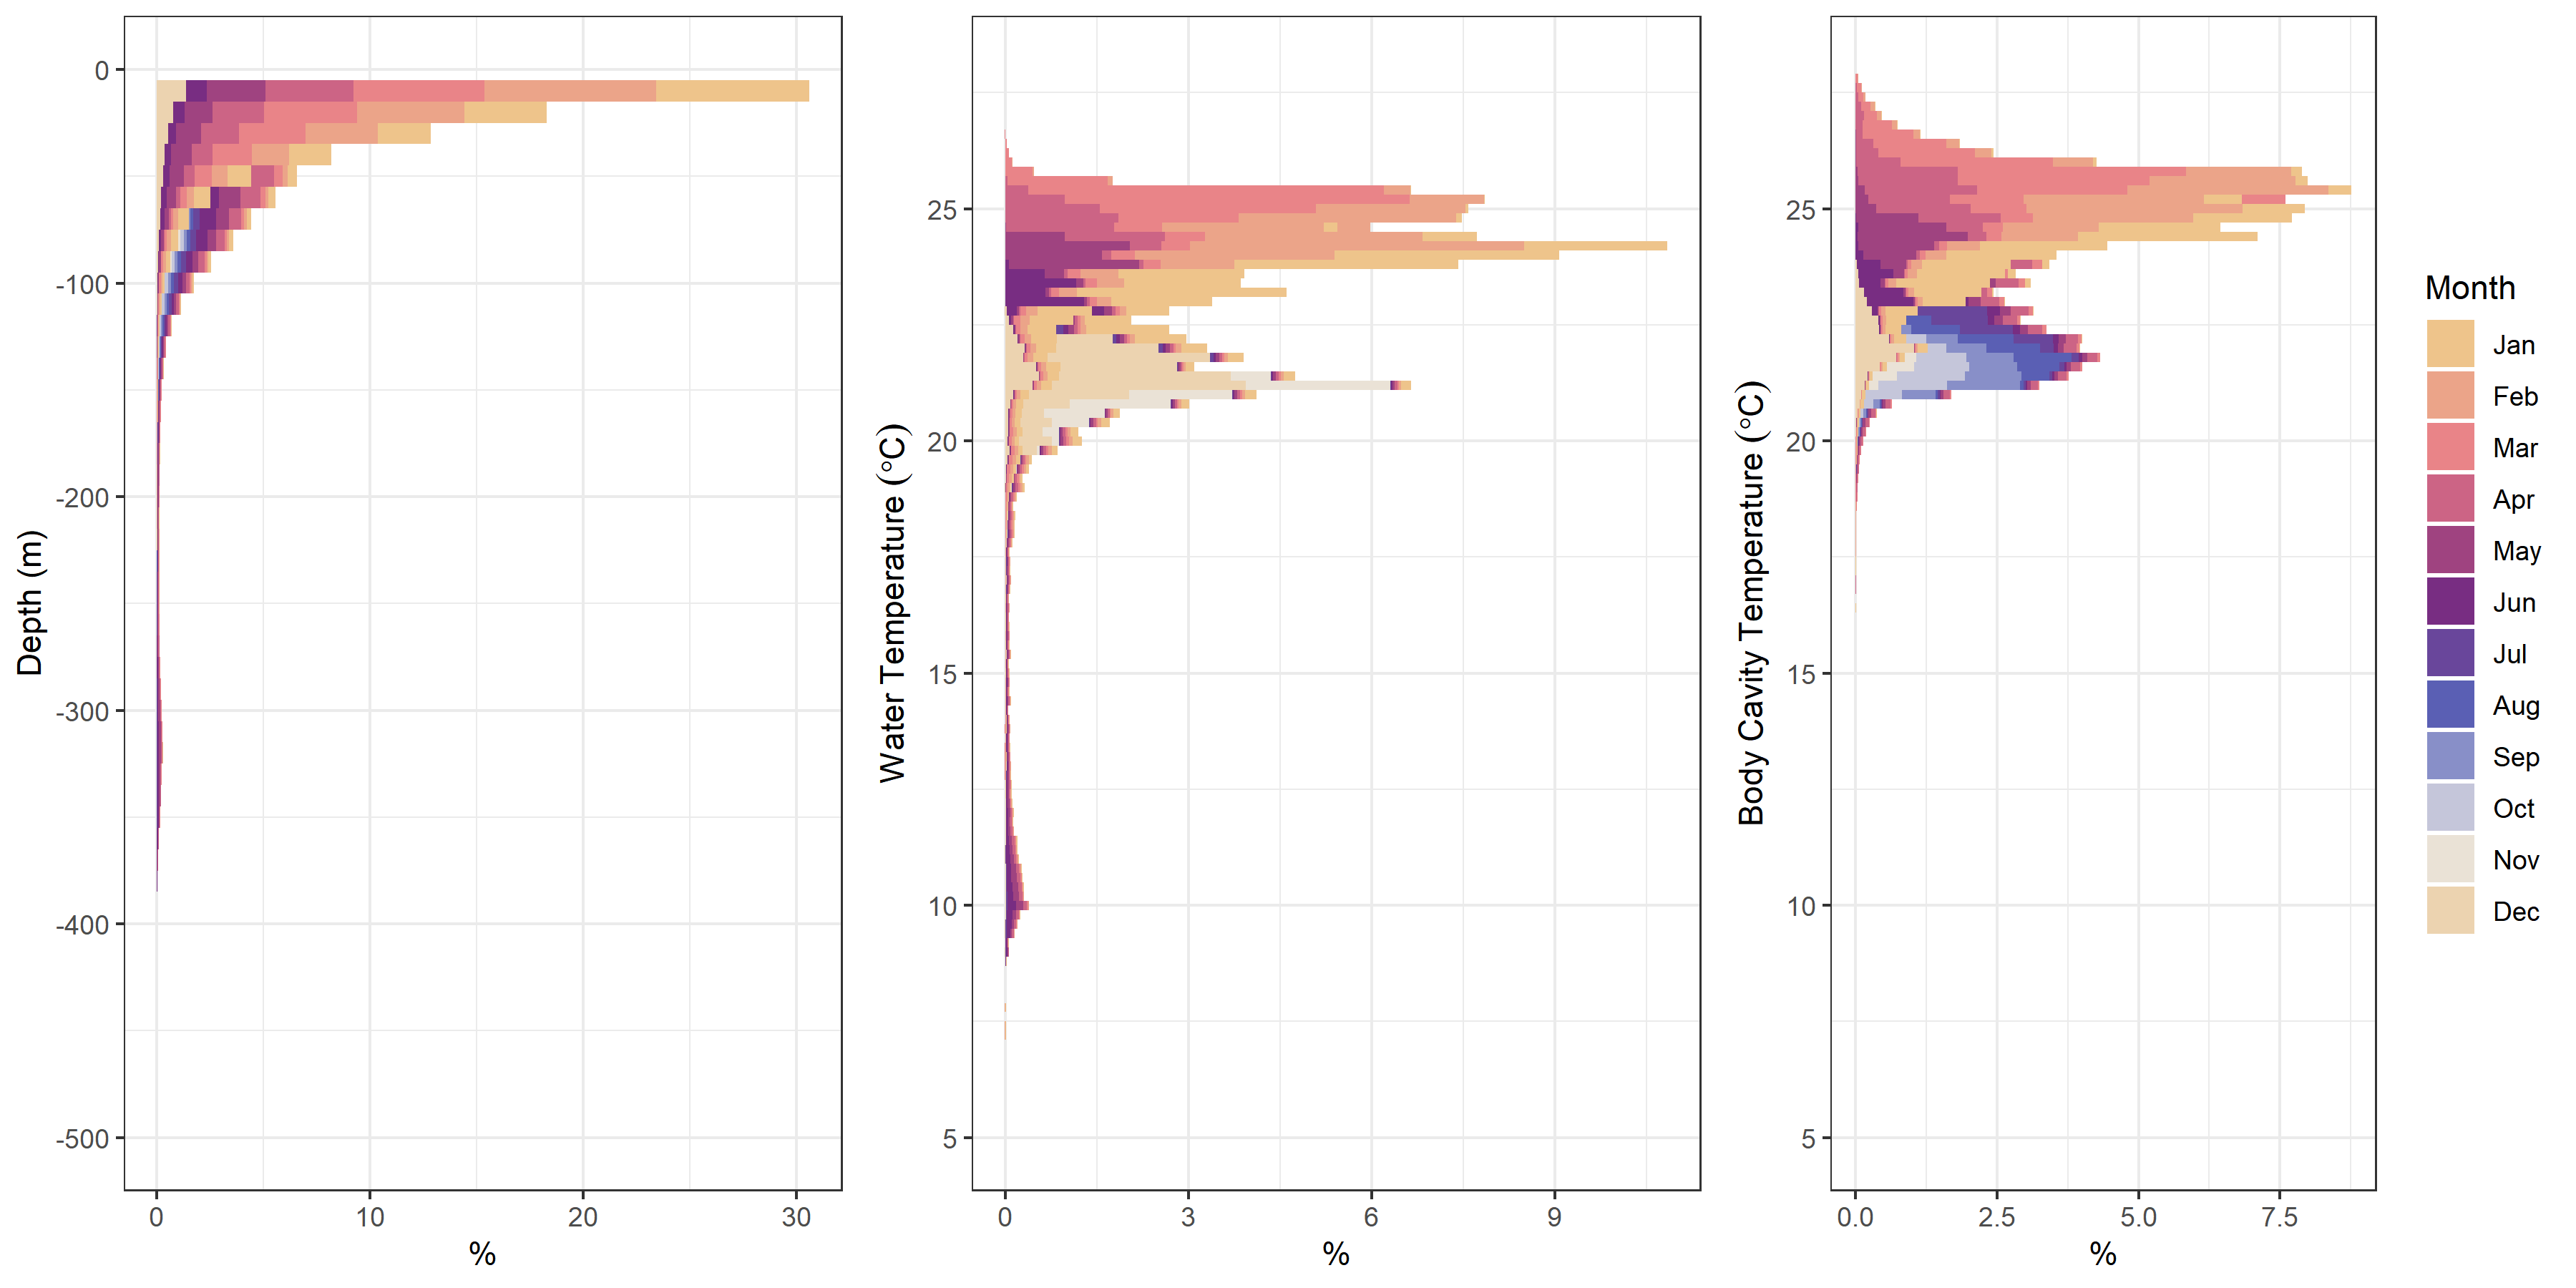 Depth (m)
0
-100
-200
-300
-400
-500
0 10 20 30
%
Water Temperature (°C)
25
20
15
10
5
0 3 6 9
%
Body Cavity Temperature (°C)
25
20
15
10
5
0.0 2.5 5.0 7.5
%
Month
Jan
Feb
Mar
Apr
May
Jun
Jul
Aug
Sep
Oct
Nov
Dec